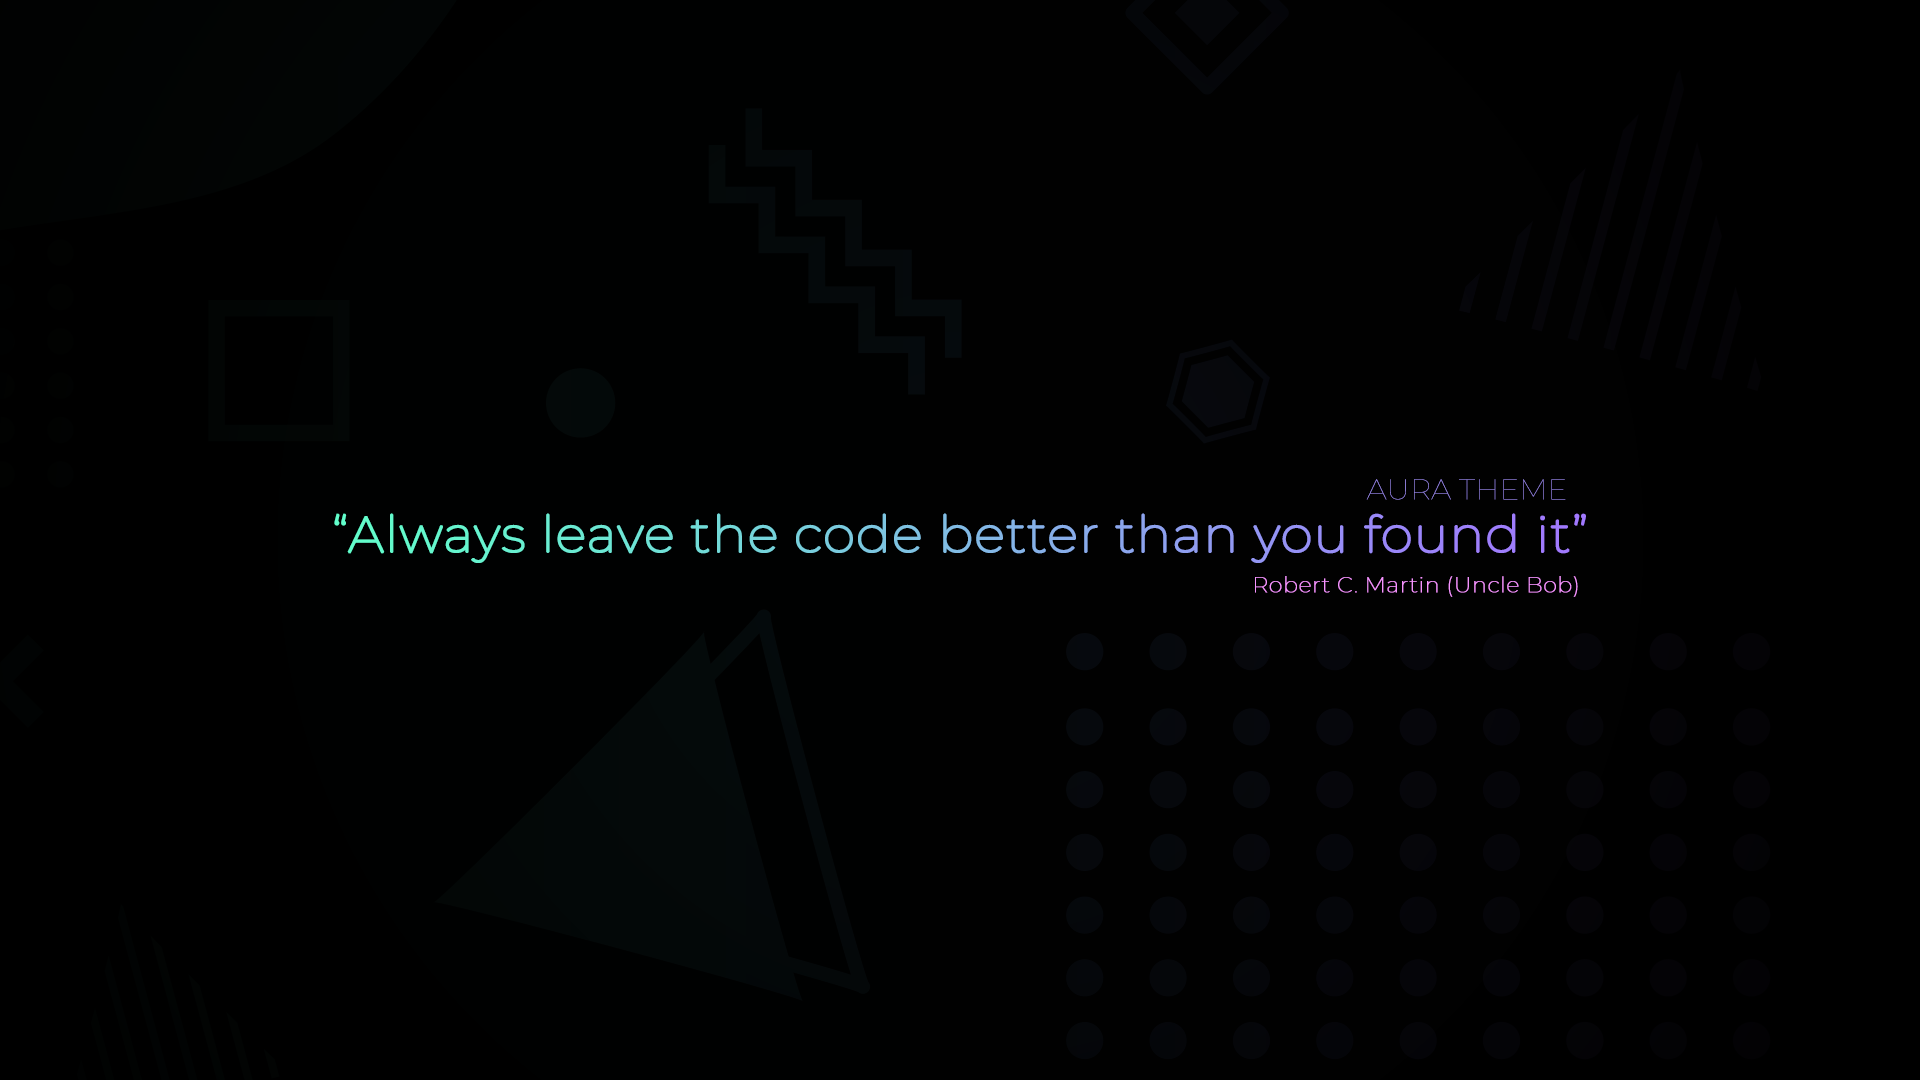 AURA THEME
“Always leave the code better than you found it”
Robert C. Martin (Uncle Bob)